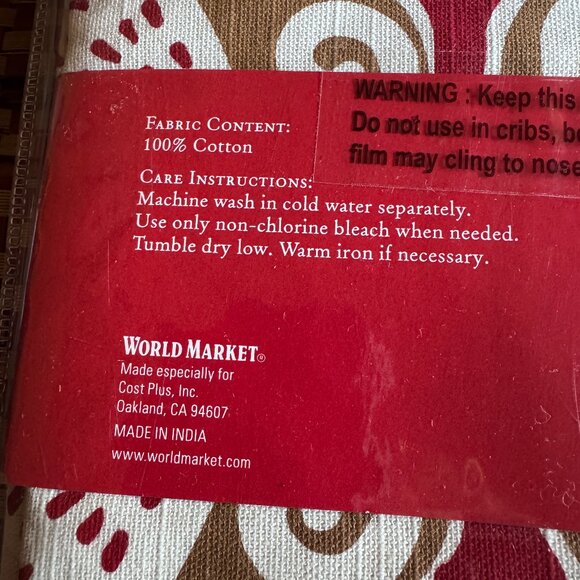 WARNING : Keep this
Do not use in cribs, b
film may cling to nose
FABRIC CONTENT:
100% Cotton
CARE INSTRUCTIONS:
Machine wash in cold water separately.
Use only non-chlorine bleach when needed.
Tumble dry low. Warm iron if necessary.
WORLD MARKET®
Made especially for
Cost Plus, Inc.
Oakland, CA 94607
MADE IN INDIA
www.worldmarket.com